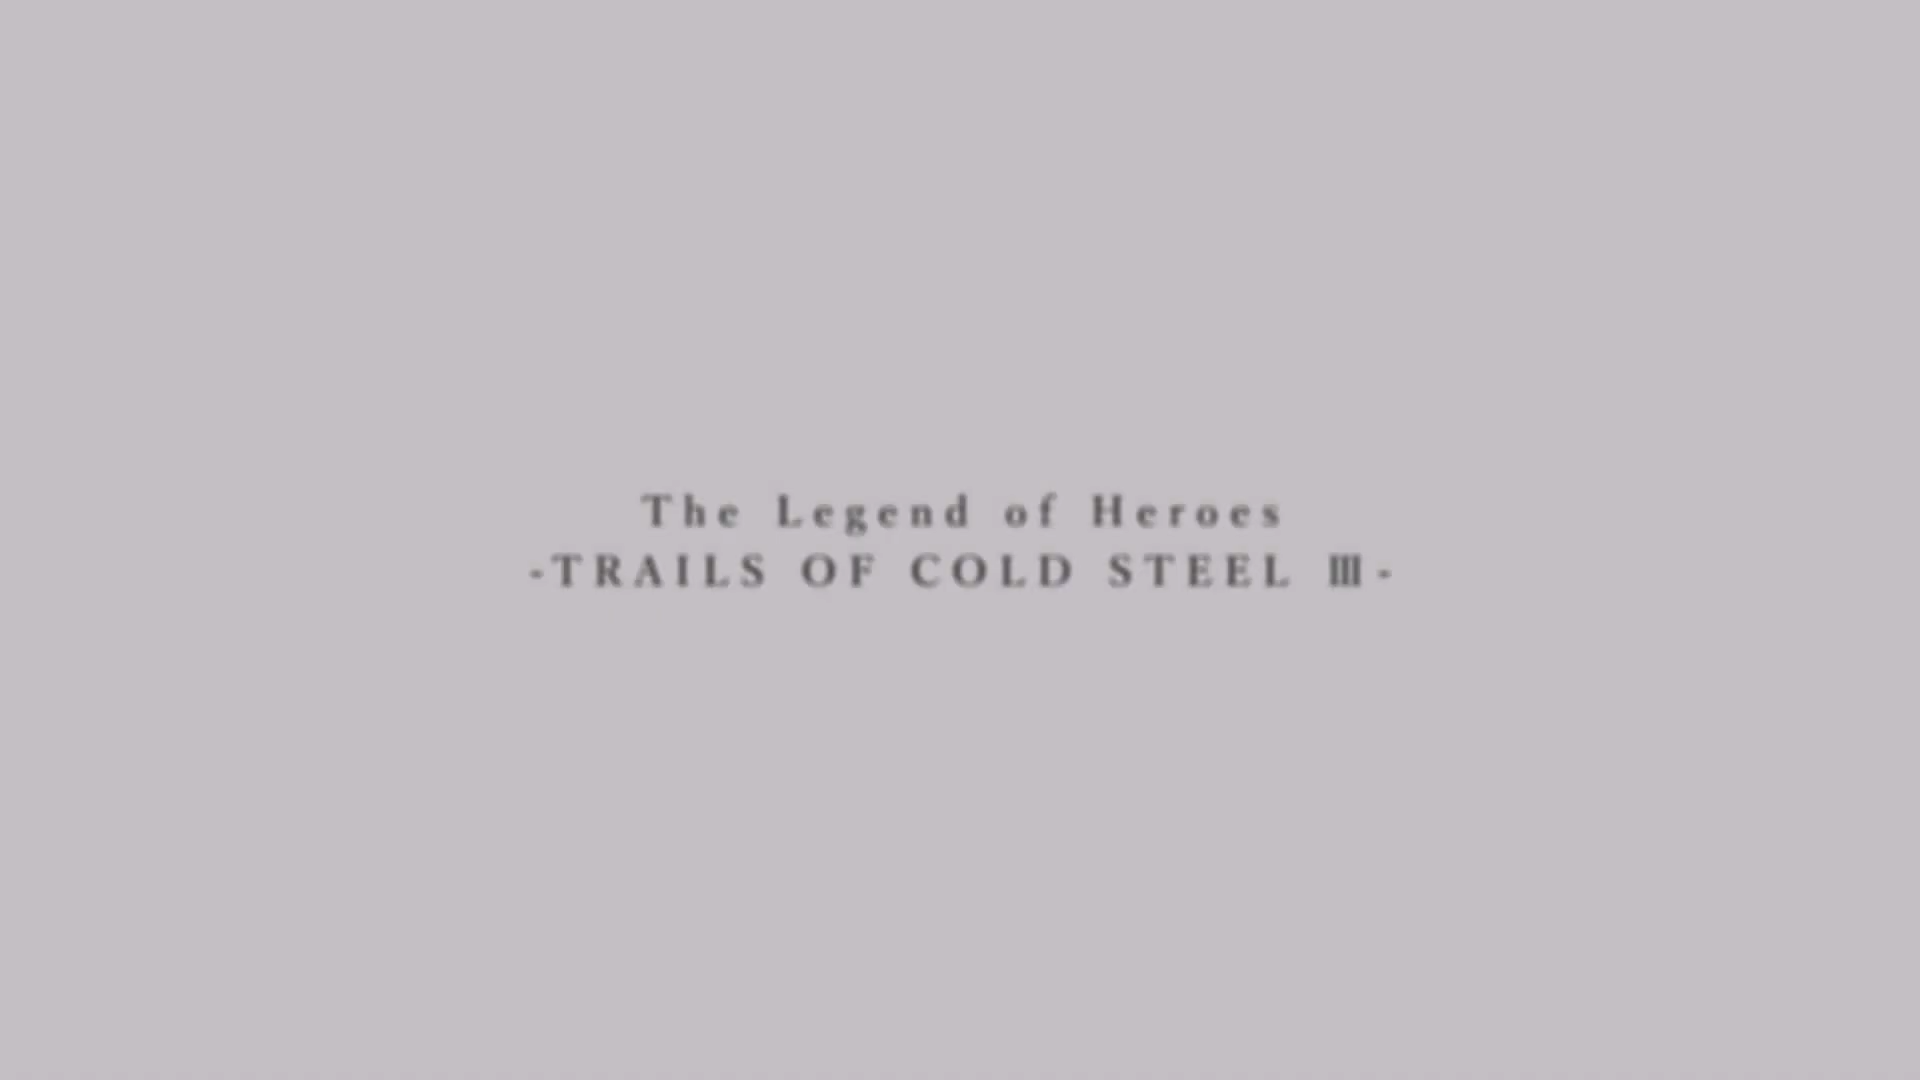 The Legend of Heroes
-TRAILS OF COLD STEEL Ⅲ-